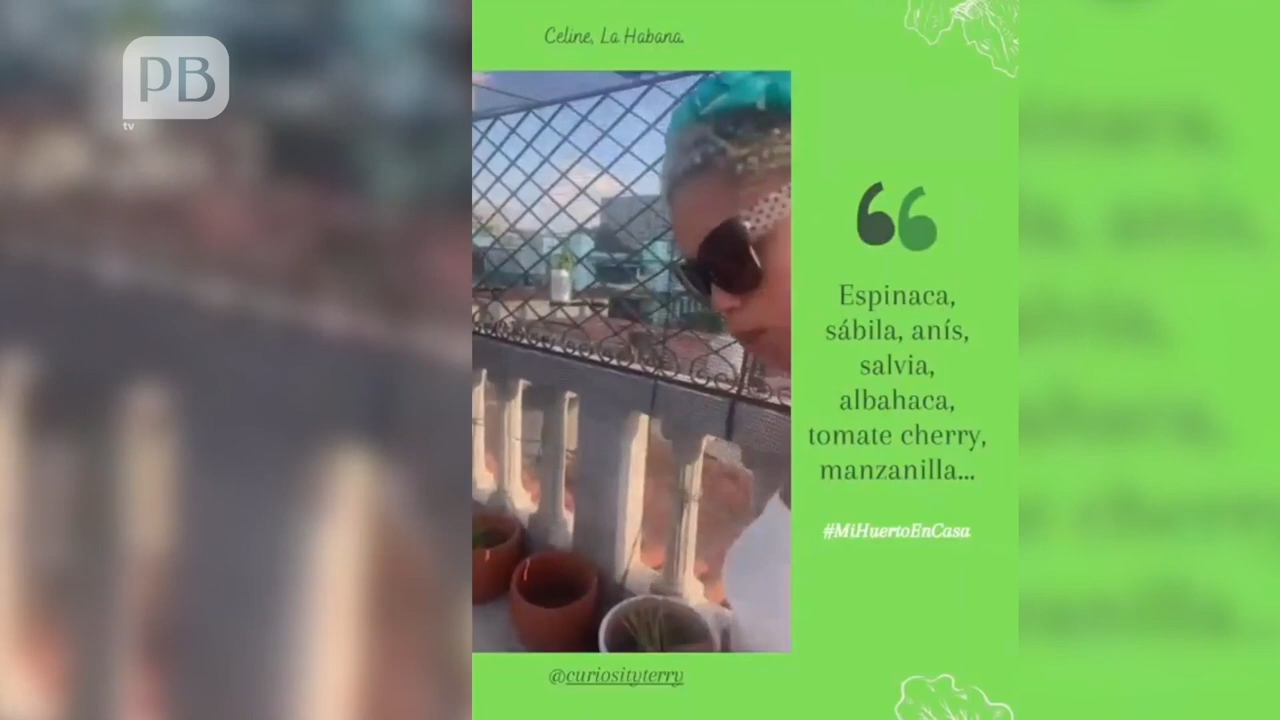 PB
tv
Celine, La Habana.
Espinaca,
sábila, anís,
salvia,
albahaca,
tomate cherry,
manzanilla...
#MiHuertoEnCasa
@curiosityterry